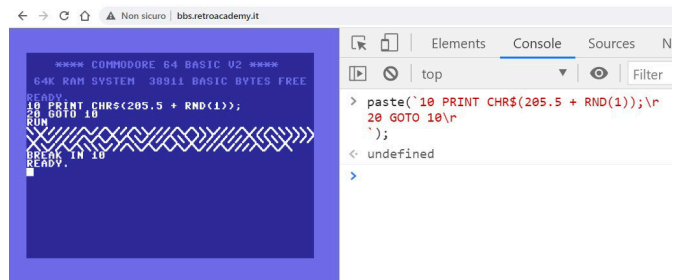 Non sicuro | bbs.retroacademy.it
**** COMMODORE 64 BASIC V2 ****
64K RAM SYSTEM 38911 BASIC BYTES FREE
READY.
10 PRINT CHR$(205.5 + RND(1));
20 GOTO 10
RUN
BREAK IN 10
READY.
Elements Console Sources N
top Filter
> paste(`10 PRINT CHR$(205.5 + RND(1));\r
20 GOTO 10\r
`);
undefined
>